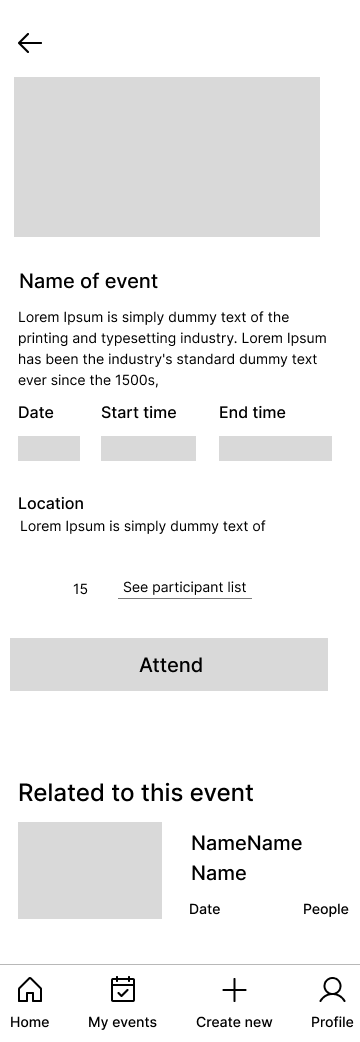 Name of event
Lorem Ipsum is simply dummy text of the
printing and typesetting industry. Lorem Ipsum
has been the industry's standard dummy text
ever since the 1500s,
Date Start time End time
Location
Lorem Ipsum is simply dummy text of
15 See participant list
Attend
Related to this event
NameName
Name
Date People
Home My events Create new Profile